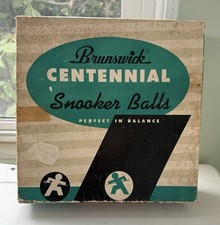 Brunswick
CENTENNIAL
Snooker Balls
PERFECT IN BALANCE